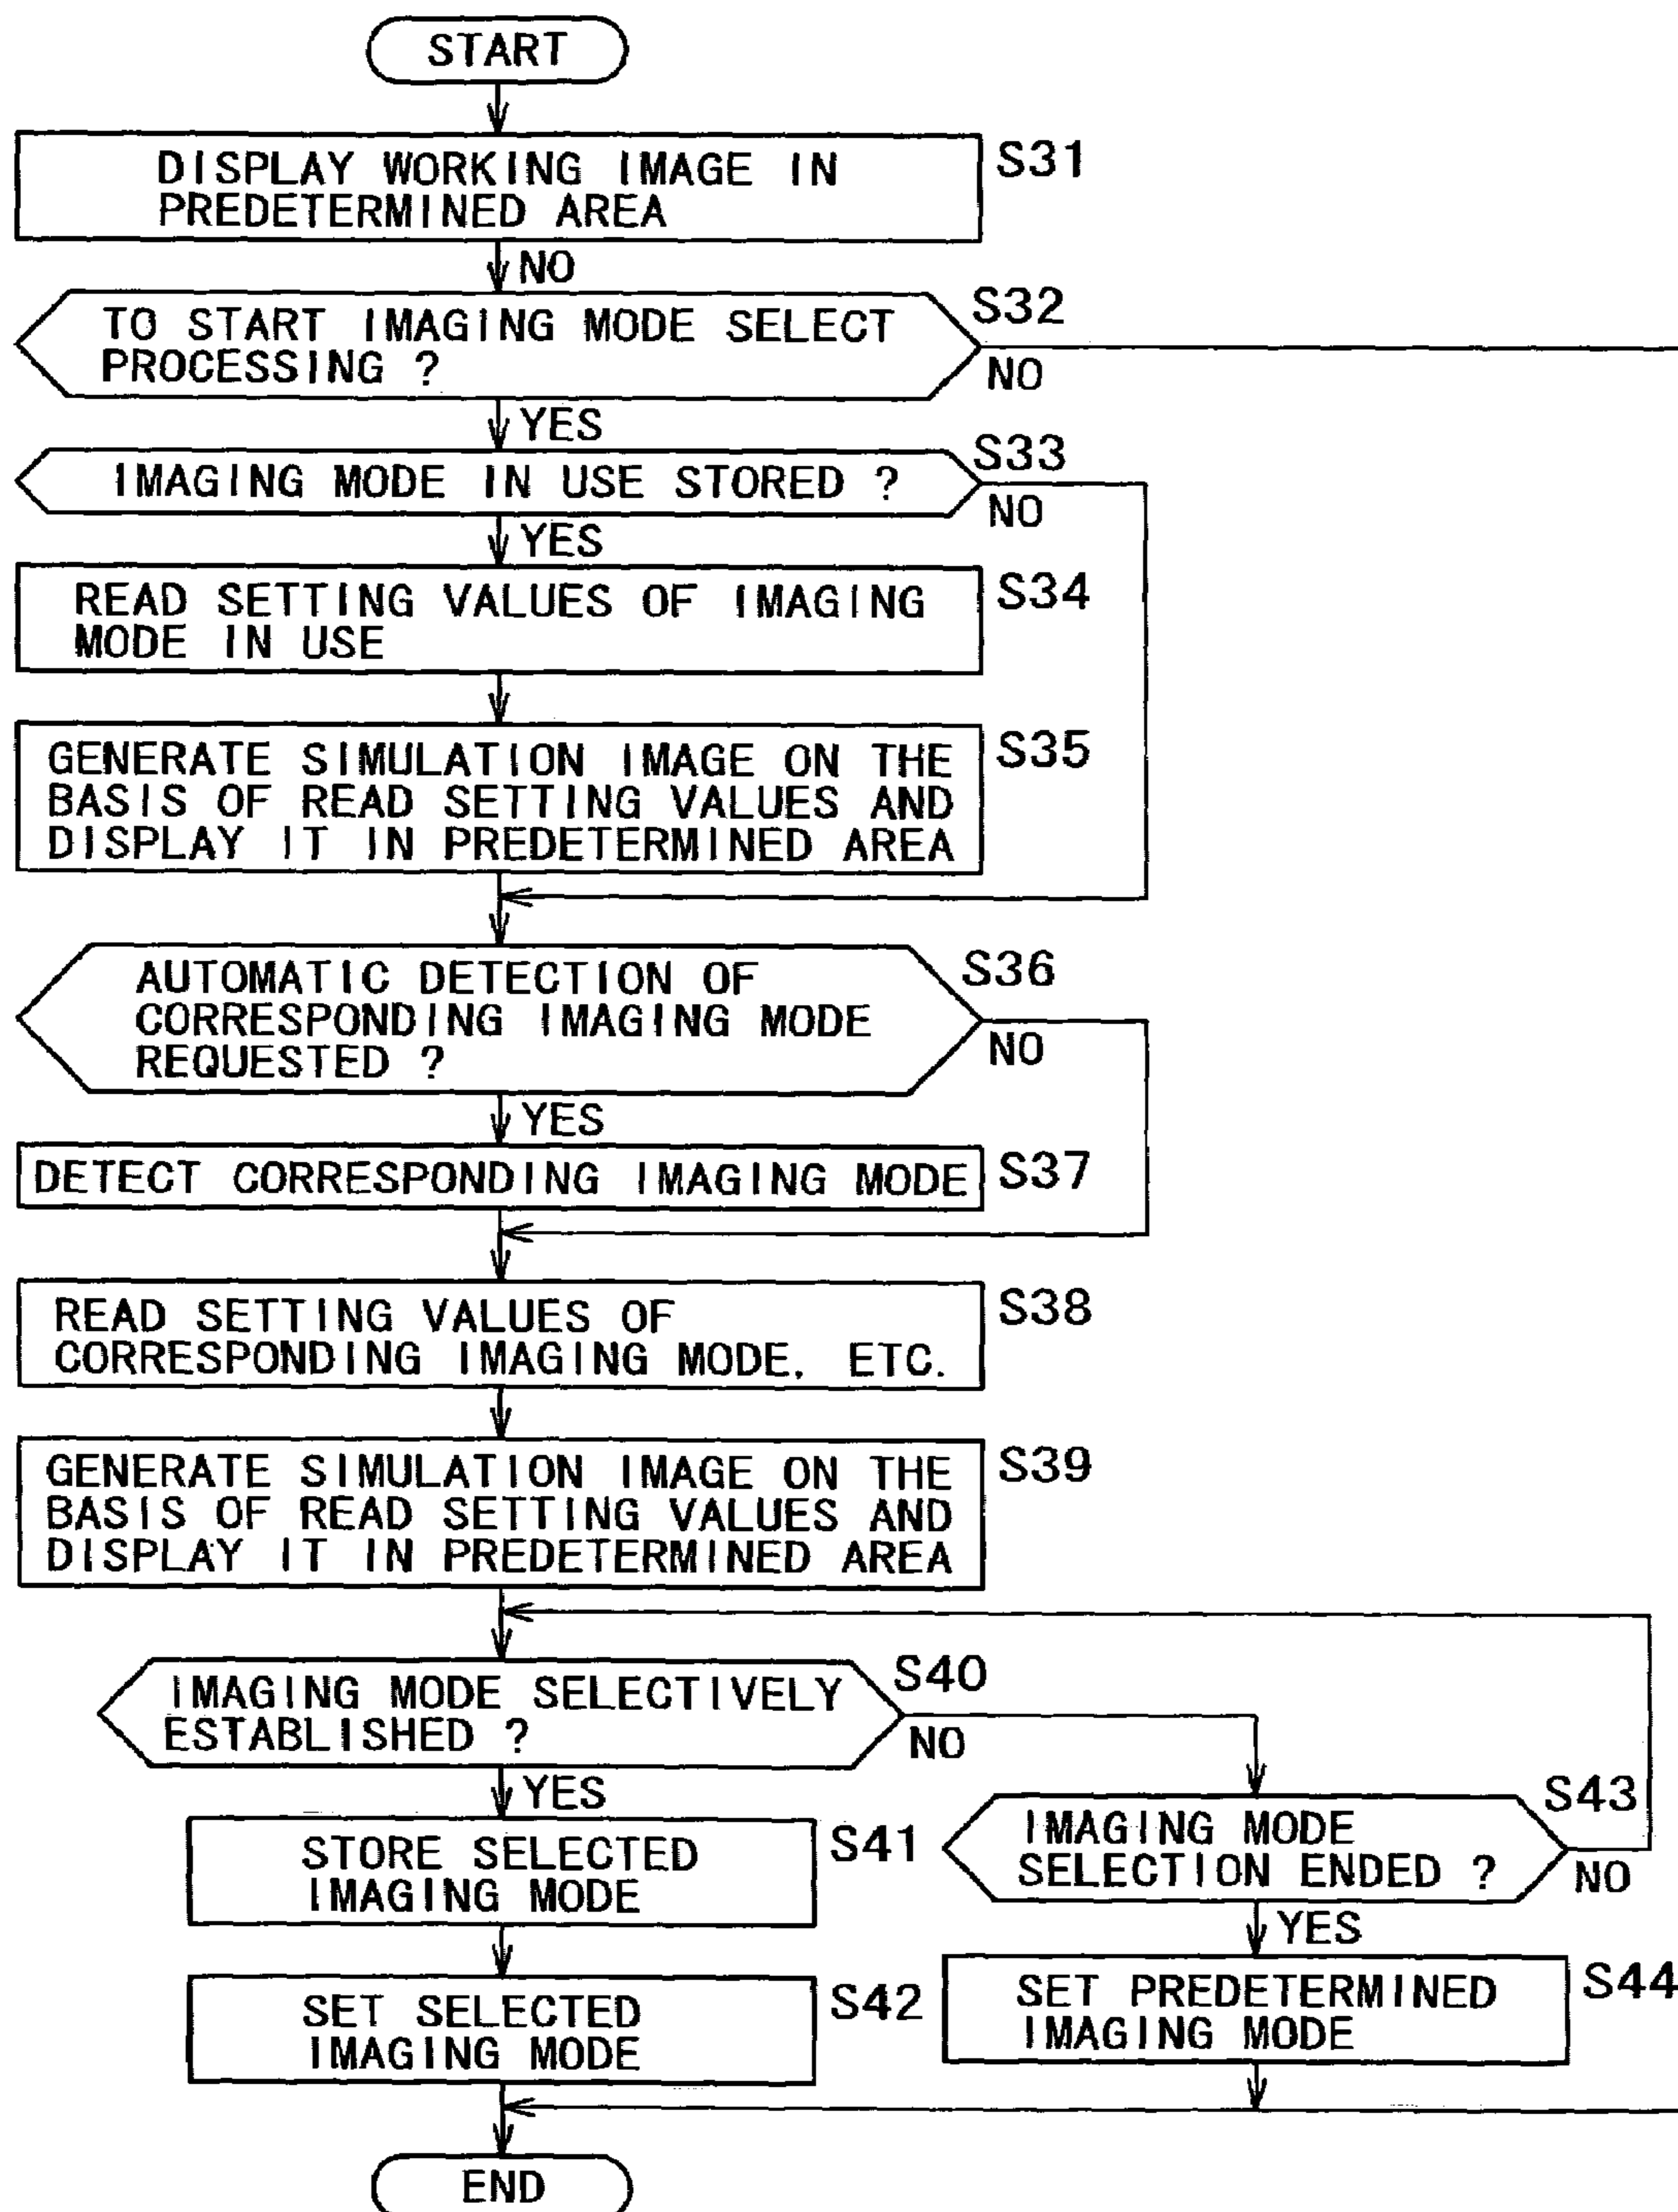 START
DISPLAY WORKING IMAGE IN
PREDETERMINED AREA
S31
NO
TO START IMAGING MODE SELECT
PROCESSING ?
S32
NO
YES
IMAGING MODE IN USE STORED ?
S33
NO
YES
READ SETTING VALUES OF IMAGING
MODE IN USE
S34
GENERATE SIMULATION IMAGE ON THE
BASIS OF READ SETTING VALUES AND
DISPLAY IT IN PREDETERMINED AREA
S35
AUTOMATIC DETECTION OF
CORRESPONDING IMAGING MODE
REQUESTED ?
S36
NO
YES
DETECT CORRESPONDING IMAGING MODE
S37
READ SETTING VALUES OF
CORRESPONDING IMAGING MODE, ETC.
S38
GENERATE SIMULATION IMAGE ON THE
BASIS OF READ SETTING VALUES AND
DISPLAY IT IN PREDETERMINED AREA
S39
IMAGING MODE SELECTIVELY
ESTABLISHED ?
S40
NO
YES
STORE SELECTED
IMAGING MODE
S41
SET SELECTED
IMAGING MODE
S42
IMAGING MODE
SELECTION ENDED ?
S43
NO
YES
SET PREDETERMINED
IMAGING MODE
S44
END